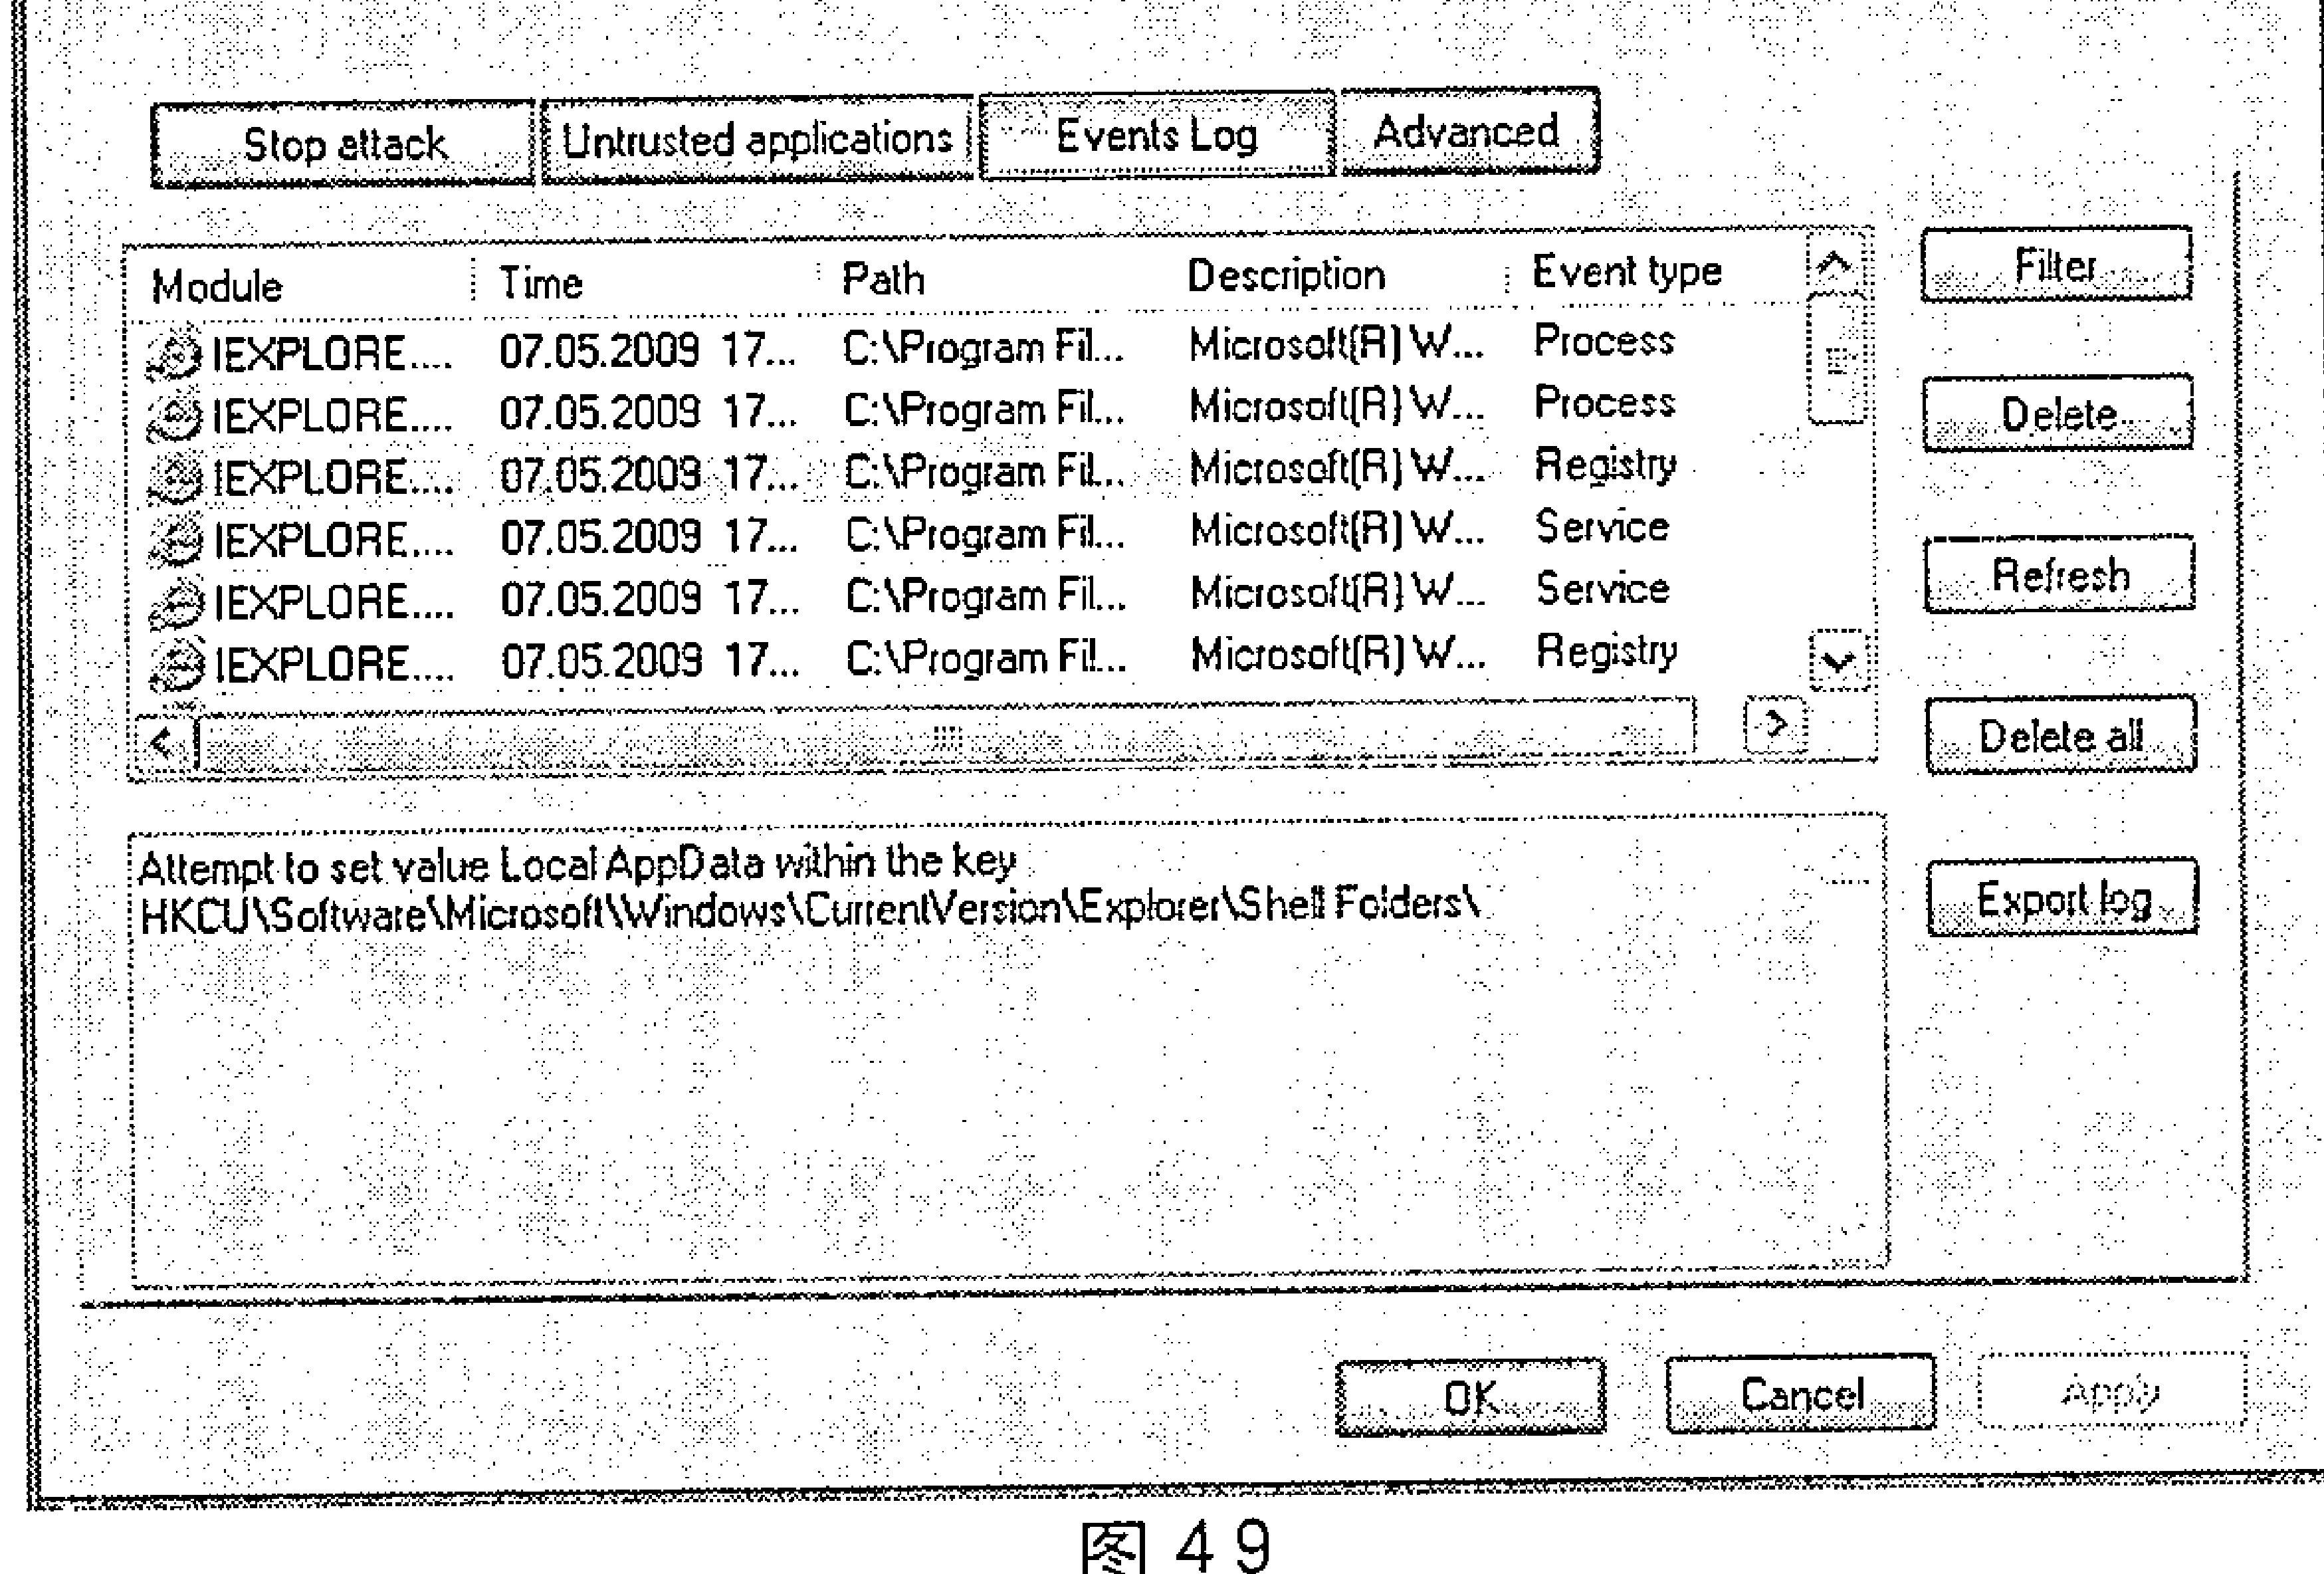 Stop attack Untrusted applications Events Log Advanced
Module Time Path Description Event type
IEXPLORE.... 07.05.2009 17... C:\Program Fil... Microsoft(R) W... Process
IEXPLORE.... 07.05.2009 17... C:\Program Fil... Microsoft(R) W... Process
IEXPLORE.... 07.05.2009 17... C:\Program Fil... Microsoft(R) W... Registry
IEXPLORE.... 07.05.2009 17... C:\Program Fil... Microsoft(R) W... Service
IEXPLORE.... 07.05.2009 17... C:\Program Fil... Microsoft(R) W... Service
IEXPLORE.... 07.05.2009 17... C:\Program Fil... Microsoft(R) W... Registry
Filter
Delete
Refresh
Delete all
Export log
Attempt to set value Local AppData within the key
HKCU\Software\Microsoft\Windows\CurrentVersion\Explorer\Shell Folders\
OK Cancel Apply
图 49